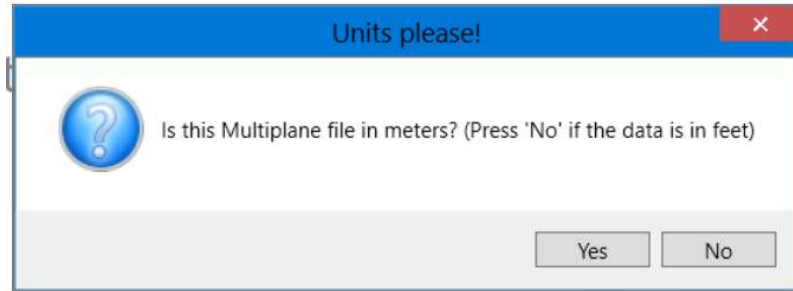 Units please!
Is this Multiplane file in meters? (Press 'No' if the data is in feet)
Yes No